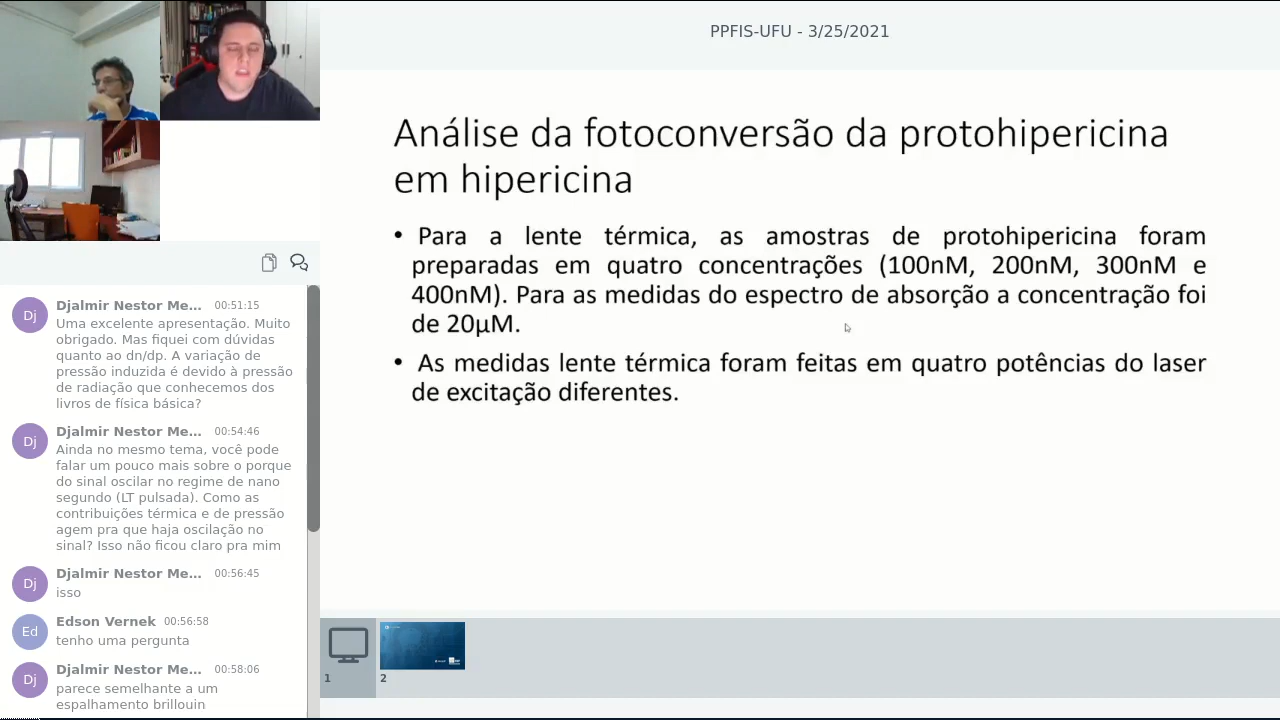 PPFIS-UFU - 3/25/2021
Análise da fotoconversão da protohipericina
em hipericina
• Para a lente térmica, as amostras de protohipericina foram
preparadas em quatro concentrações (100nM, 200nM, 300nM e
400nM). Para as medidas do espectro de absorção a concentração foi
de 20µM.
• As medidas lente térmica foram feitas em quatro potências do laser
de excitação diferentes.
Dj
Djalmir Nestor Me... 00:51:15
Uma excelente apresentação. Muito
obrigado. Mas fiquei com dúvidas
quanto ao dn/dp. A variação de
pressão induzida é devido à pressão
de radiação que conhecemos dos
livros de física básica?
Dj
Djalmir Nestor Me... 00:54:46
Ainda no mesmo tema, você pode
falar um pouco mais sobre o porque
do sinal oscilar no regime de nano
segundo (LT pulsada). Como as
contribuições térmica e de pressão
agem pra que haja oscilação no
sinal? Isso não ficou claro pra mim
Dj
Djalmir Nestor Me... 00:56:45
isso
Ed
Edson Vernek 00:56:58
tenho uma pergunta
Dj
Djalmir Nestor Me... 00:58:06
parece semelhante a um
espalhamento brillouin
1
2